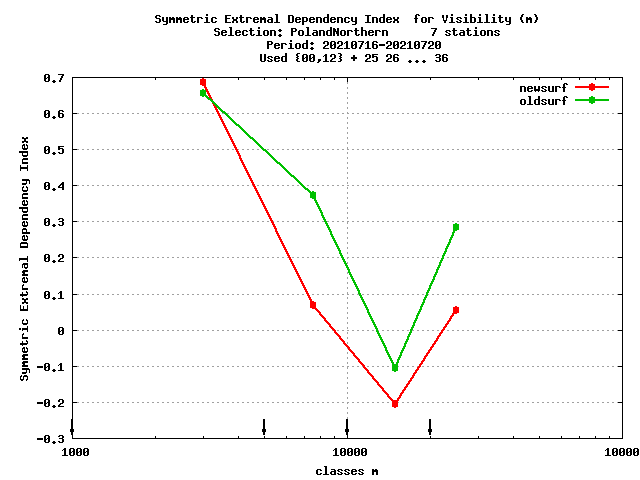 Symmetric Extremal Dependency Index  for Visibility (m)
Selection: PolandNorthern      7 stations
Period: 20210716-20210720
Used {00,12} + 25 26 ... 36
newsurf
oldsurf
Symmetric Extremal Dependency Index
0,7
0,6
0,5
0,4
0,3
0,2
0,1
0
-0,1
-0,2
-0,3
1000 10000 10000
classes m